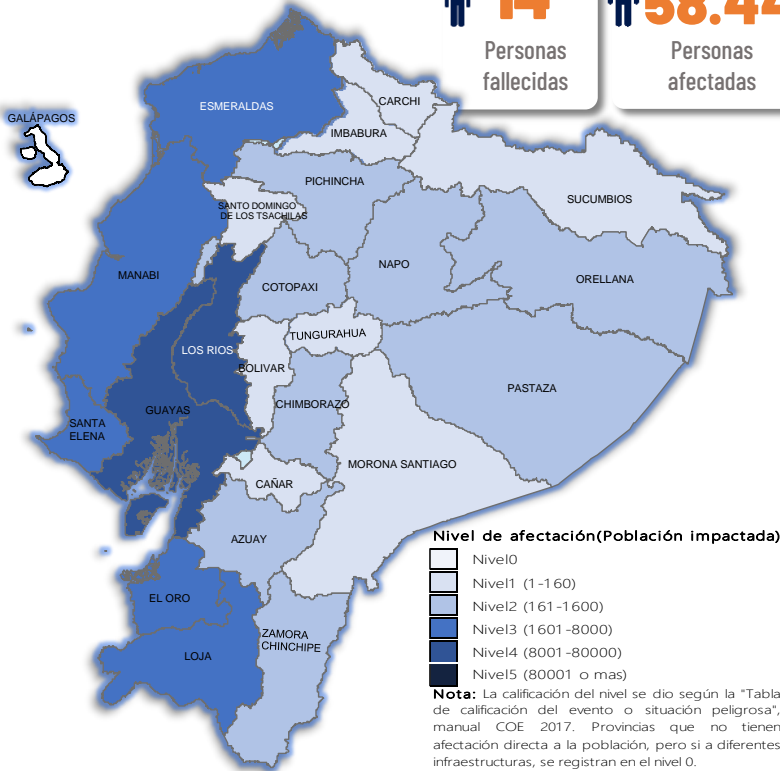 14
58.44
Personas
fallecidas
Personas
afectadas
CARCHI
ESMERALDAS
GALÁPAGOS
IMBABURA
PICHINCHA
SUCUMBIOS
SANTO DOMINGO
DE LOS TSACHILAS
NAPO
MANABI
ORELLANA
COTOPAXI
TUNGURAHUA
LOS RIOS
BOLIVAR
PASTAZA
CHIMBORAZO
GUAYAS
SANTA
ELENA
MORONA SANTIAGO
CAÑAR
AZUAY
EL ORO
ZAMORA
CHINCHIPE
LOJA
Nivel de afectación(Población impactada)
Nivel0
Nivel1 (1-160)
Nivel2 (161-1600)
Nivel3 (1601-8000)
Nivel4 (8001-80000)
Nivel5 (80001 o mas)
Nota: La calificación del nivel se dio según la "Tabla
de calificación del evento o situación peligrosa",
manual COE 2017. Provincias que no tienen
afectación directa a la población, pero si a diferentes
infraestructuras, se registran en el nivel 0.